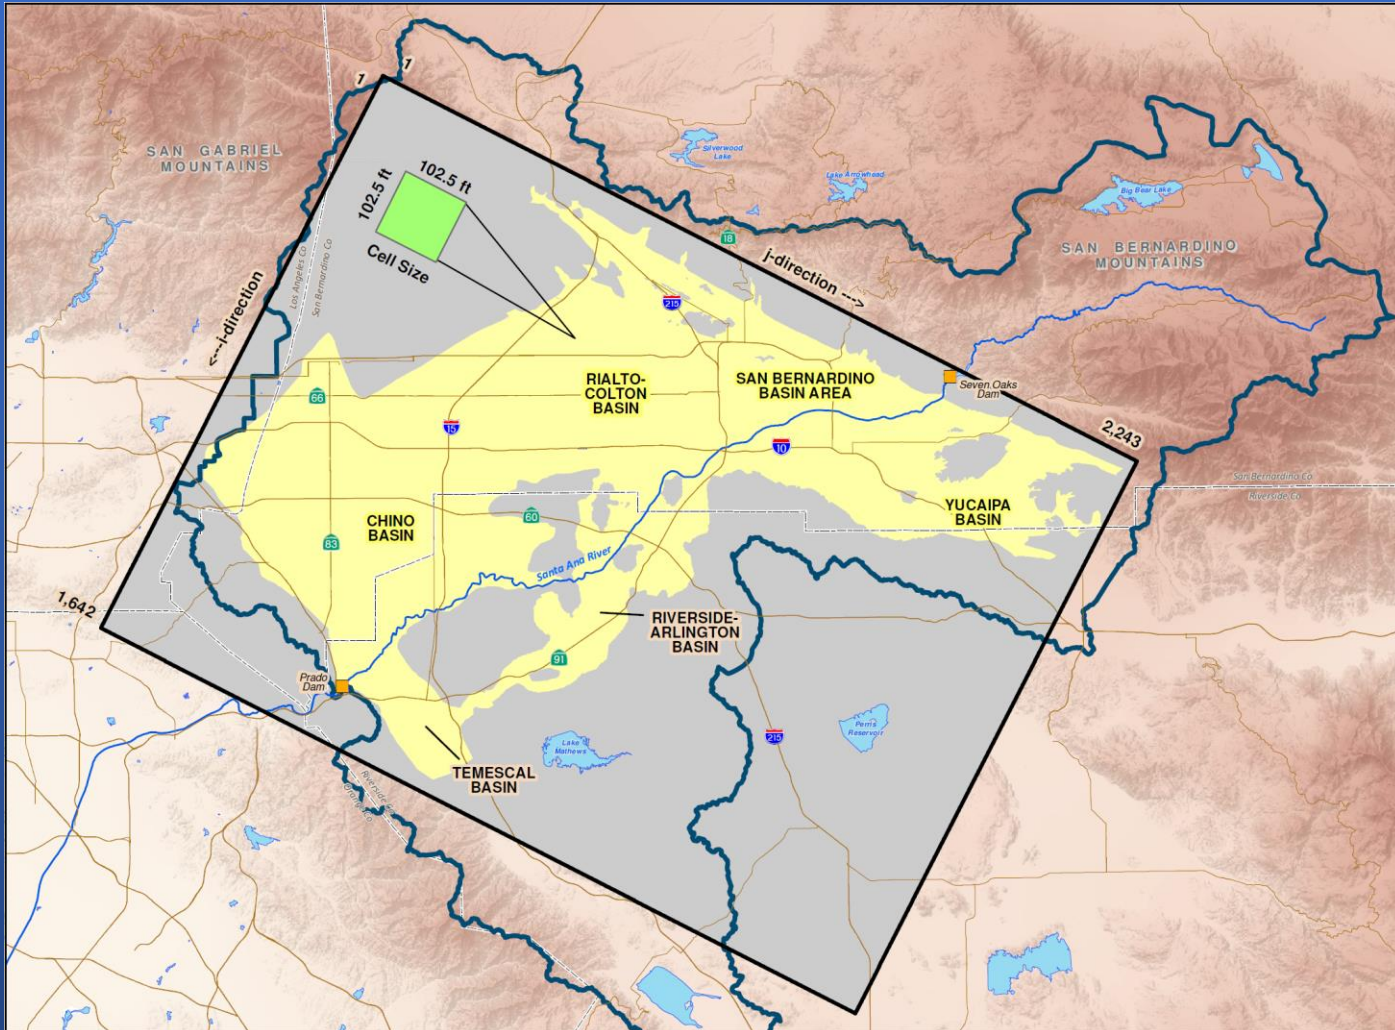 1
1
SAN GABRIEL
MOUNTAINS
102.5 ft
102.5 ft
Cell Size
Silverwood
Lake
Lake Arrowhead
Big Bear Lake
18
SAN BERNARDINO
MOUNTAINS
Los Angeles Co
San Bernardino Co
<----i-direction
j-direction --->
215
RIALTO-
COLTON
BASIN
SAN BERNARDINO
BASIN AREA
Seven Oaks
Dam
66
15
10
2,243
San Bernardino Co
Riverside Co
YUCAIPA
BASIN
CHINO
BASIN
60
83
Santa Ana River
1,642
RIVERSIDE-
ARLINGTON
BASIN
91
Prado
Dam
Perris
Reservoir
215
Lake
Mathews
TEMESCAL
BASIN
Riverside Co
Orange Co